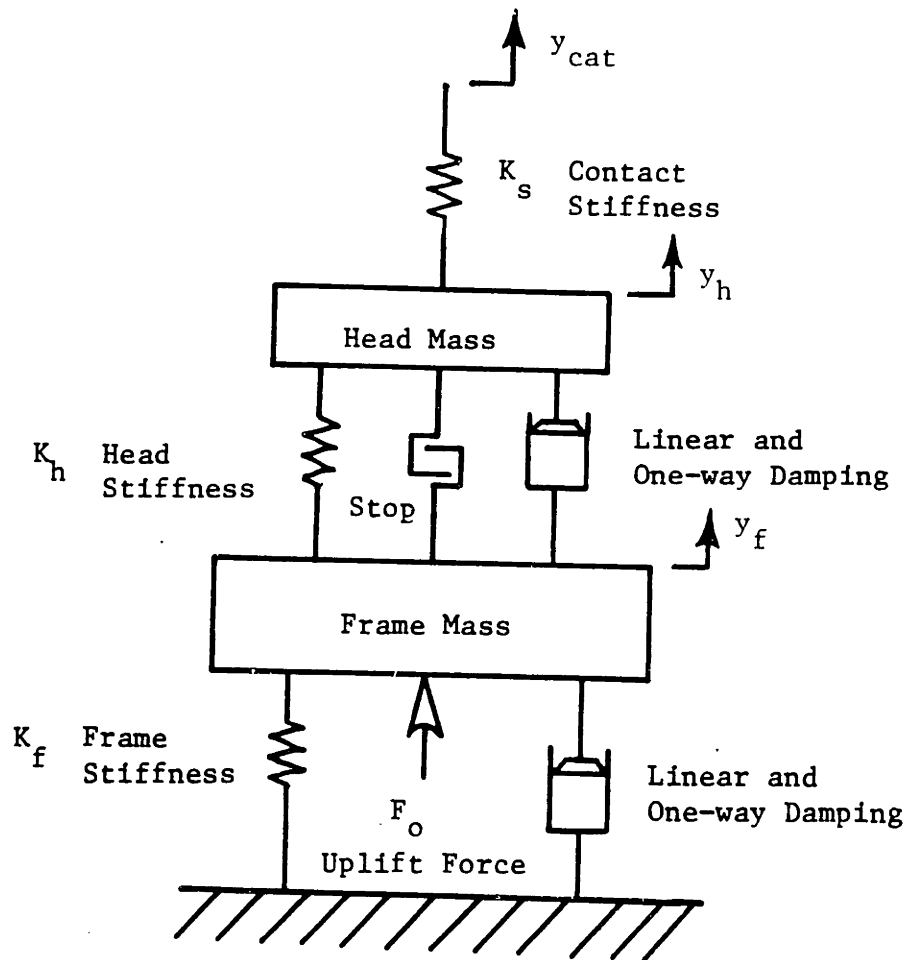 y_cat
K_s Contact
Stiffness
y_h
Head Mass
K_h Head
Stiffness
Linear and
One-way Damping
Stop
y_f
Frame Mass
K_f Frame
Stiffness
Linear and
One-way Damping
F_o
Uplift Force